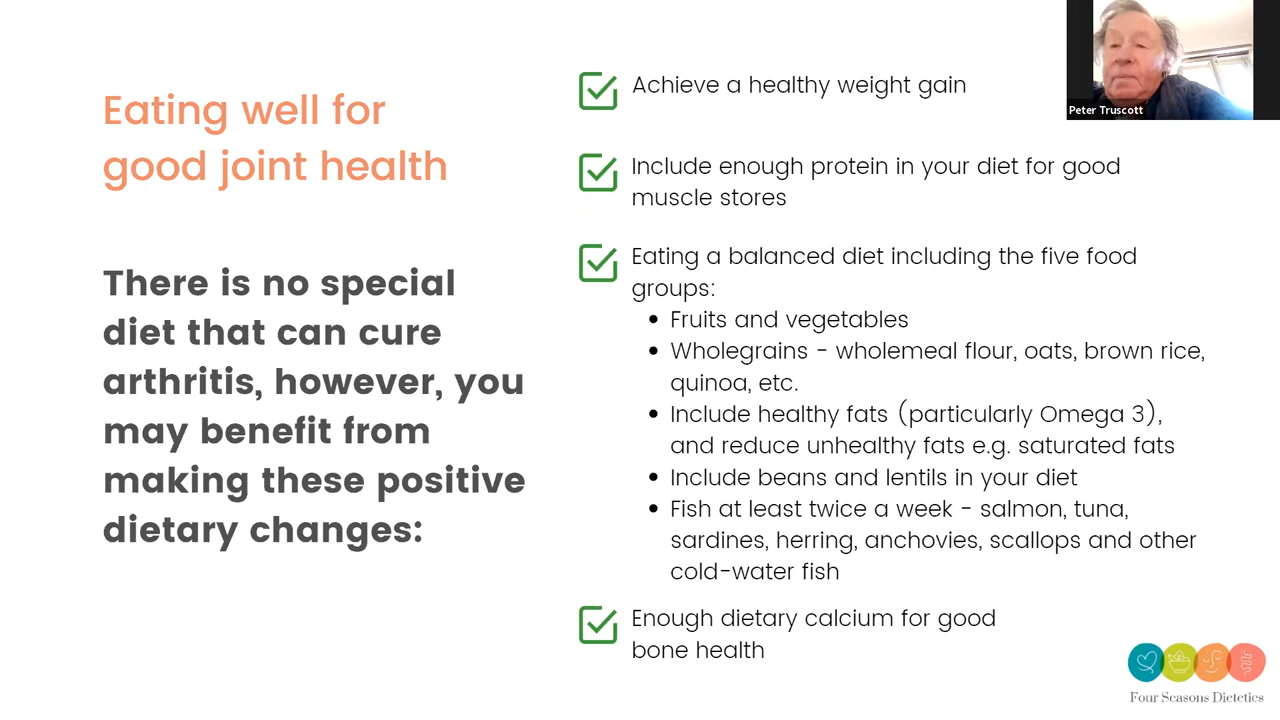 Eating well for
good joint health
There is no special
diet that can cure
arthritis, however, you
may benefit from
making these positive
dietary changes:
Achieve a healthy weight gain
Include enough protein in your diet for good
muscle stores
Eating a balanced diet including the five food
groups:
• Fruits and vegetables
• Wholegrains - wholemeal flour, oats, brown rice,
quinoa, etc.
• Include healthy fats (particularly Omega 3),
and reduce unhealthy fats e.g. saturated fats
• Include beans and lentils in your diet
• Fish at least twice a week - salmon, tuna,
sardines, herring, anchovies, scallops and other
cold-water fish
Enough dietary calcium for good
bone health
Peter Truscott
Four Seasons Dietetics